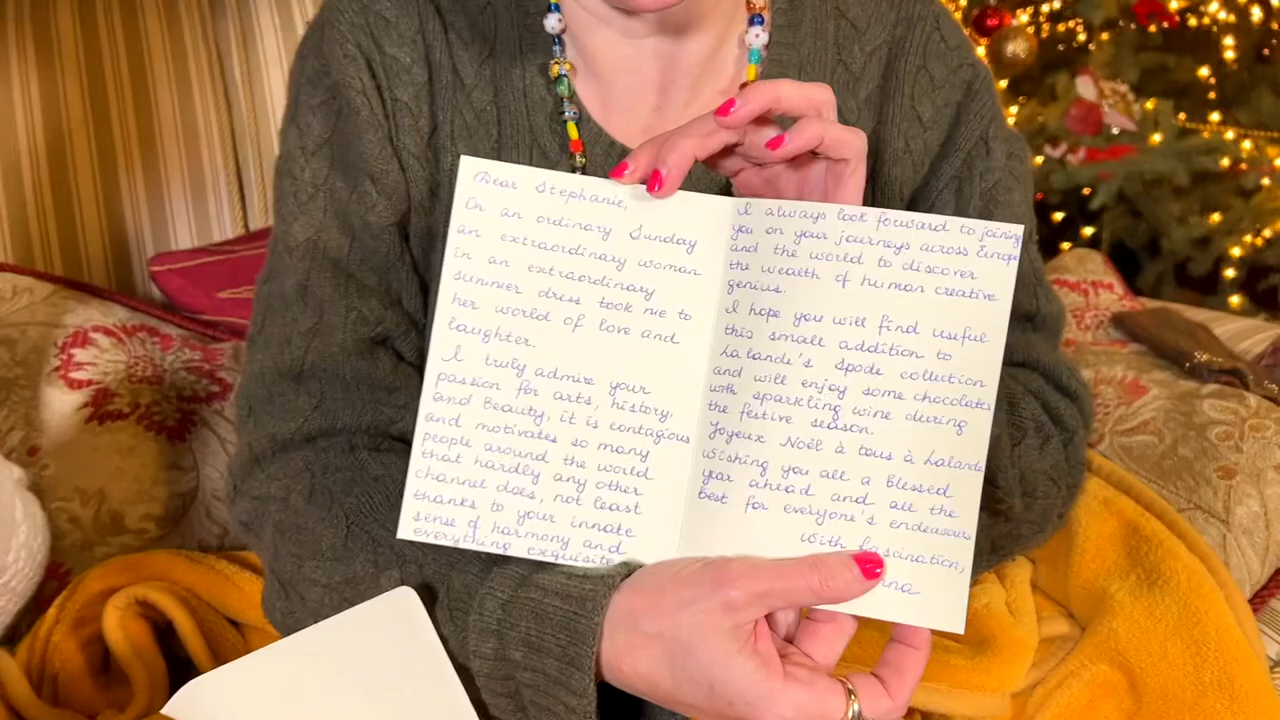 Dear Stephanie,
On an ordinary Sunday
an extraordinary woman
in an extraordinary
summer dress took me to
her world of love and
laughter.
I truly admire your
passion for arts, history,
and Beauty, it is contagious
and motivates so many
people around the world
that hardly any other
channel does, not least
thanks to your innate
sense of harmony and
everything exquisite
I always look forward to joining
you on your journeys across Europe
and the world to discover
the wealth of human creative
genius.
I hope you will find useful
this small addition to
Lalande's Spode collection
and will enjoy some chocolates
with sparkling wine during
the festive season.
Joyeux Noël à tous à Lalande
Wishing you all a Blessed
year ahead and all the
Best for everyone's endeavours
With fascination,